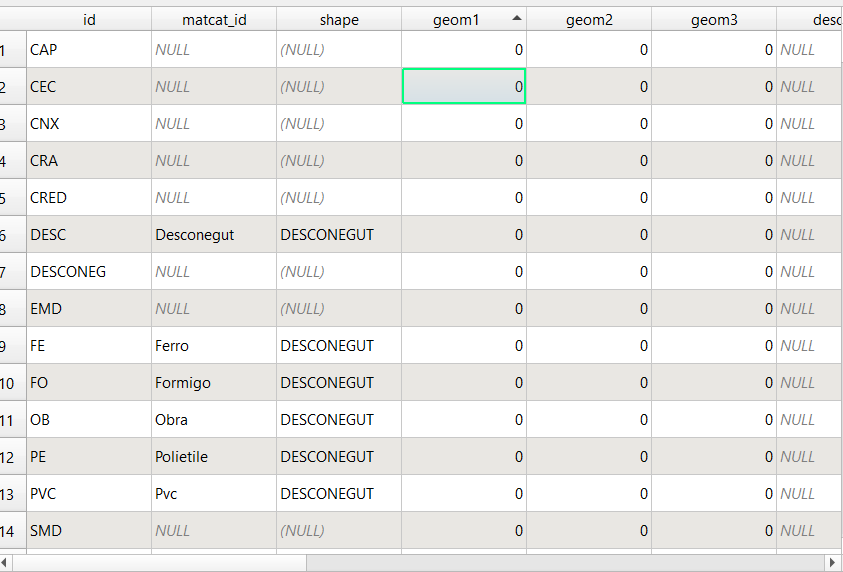 id matcat_id shape geom1 geom2 geom3 desc
1 CAP NULL (NULL) 0 0 0 NULL
2 CEC NULL (NULL) 0 0 0 NULL
3 CNX NULL (NULL) 0 0 0 NULL
4 CRA NULL (NULL) 0 0 0 NULL
5 CRED NULL (NULL) 0 0 0 NULL
6 DESC Desconegut DESCONEGUT 0 0 0 NULL
7 DESCONEG NULL (NULL) 0 0 0 NULL
8 EMD NULL (NULL) 0 0 0 NULL
9 FE Ferro DESCONEGUT 0 0 0 NULL
10 FO Formigo DESCONEGUT 0 0 0 NULL
11 OB Obra DESCONEGUT 0 0 0 NULL
12 PE Polietile DESCONEGUT 0 0 0 NULL
13 PVC Pvc DESCONEGUT 0 0 0 NULL
14 SMD NULL (NULL) 0 0 0 NULL